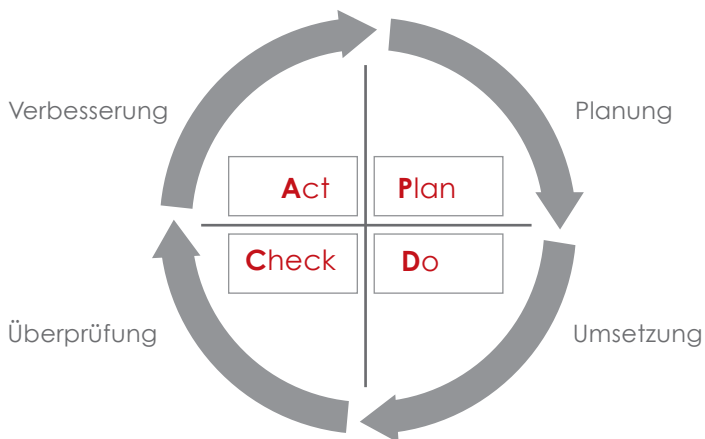 Verbesserung
Planung
Act
Plan
Check
Do
Überprüfung
Umsetzung